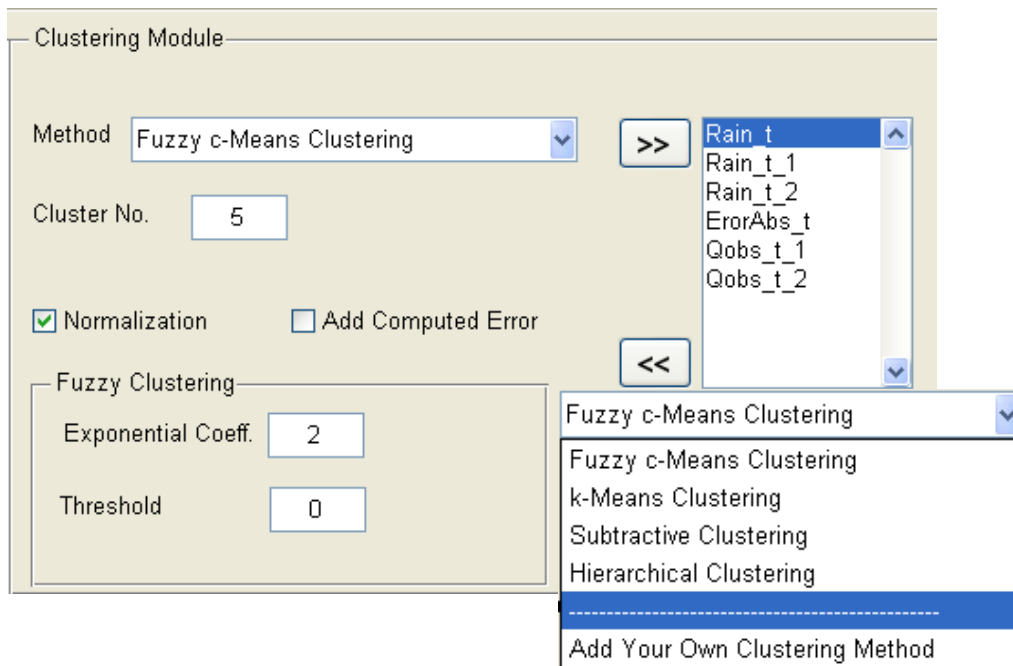 Clustering Module
Method Fuzzy c-Means Clustering >>
Cluster No. 5
Rain_t
Rain_t_1
Rain_t_2
ErorAbs_t
Qobs_t_1
Qobs_t_2
Normalization Add Computed Error
<<
Fuzzy Clustering
Exponential Coeff. 2
Threshold 0
Fuzzy c-Means Clustering
Fuzzy c-Means Clustering
k-Means Clustering
Subtractive Clustering
Hierarchical Clustering
-------------------------------------------------
Add Your Own Clustering Method